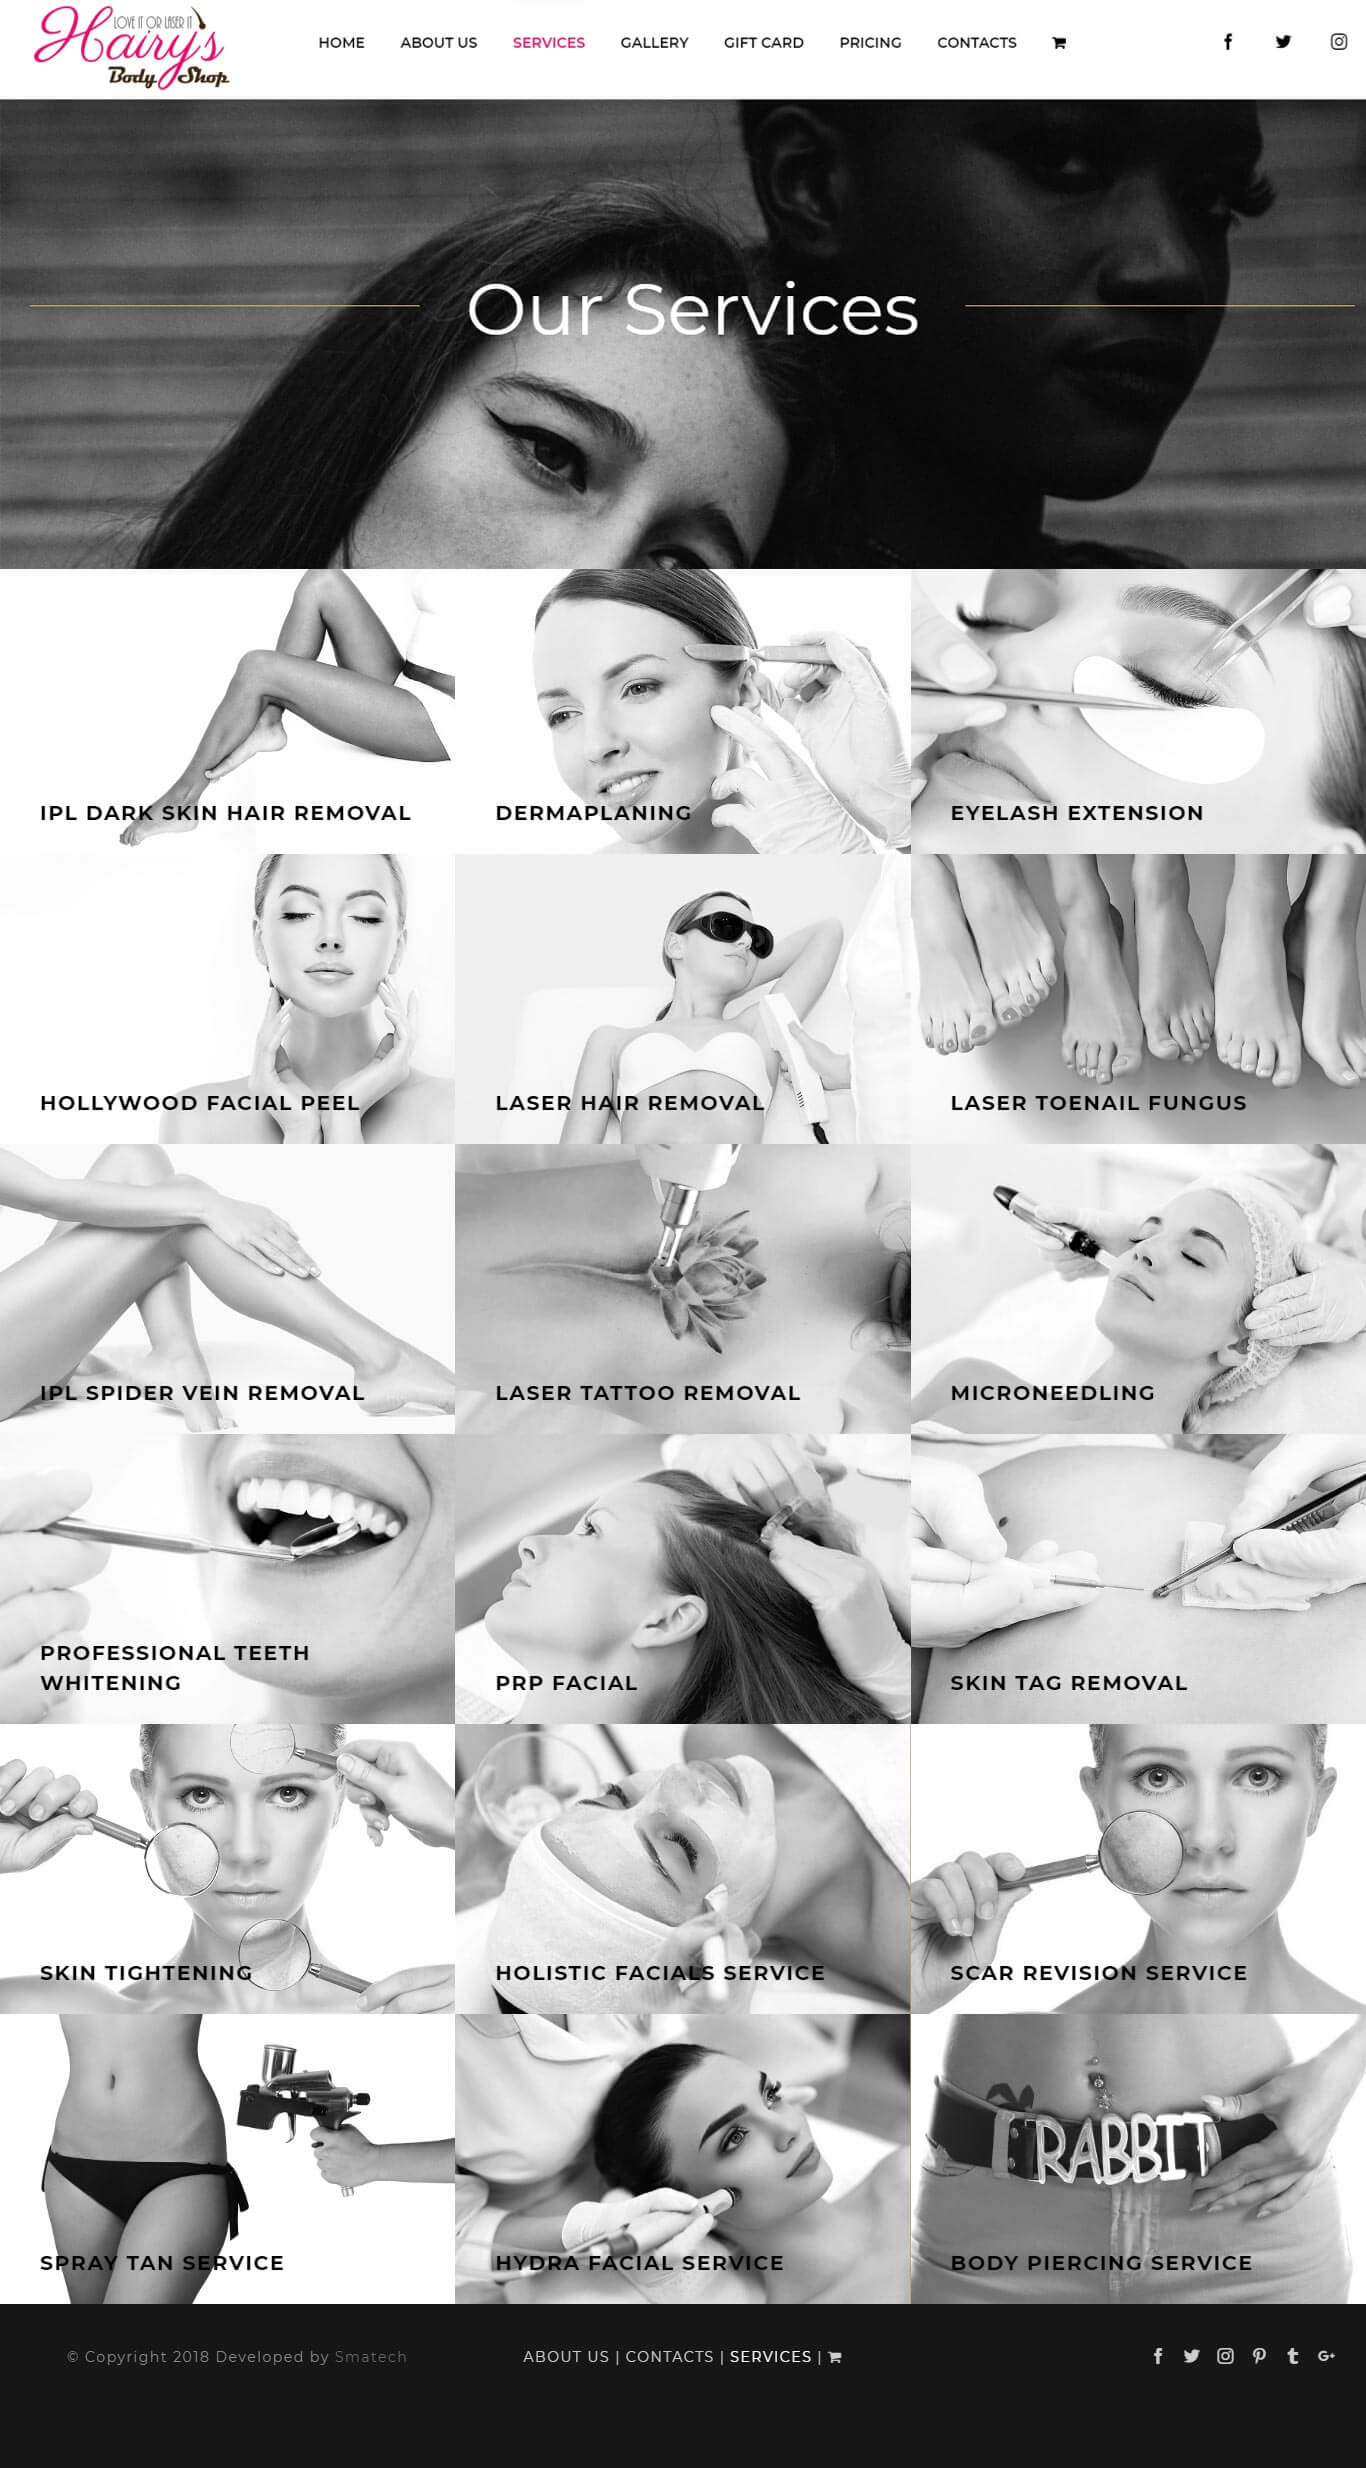 LOVE IT OR LASER IT
Hairy's
Body Shop
HOME ABOUT US SERVICES GALLERY GIFT CARD PRICING CONTACTS
Our Services
IPL DARK SKIN HAIR REMOVAL
DERMAPLANING
EYELASH EXTENSION
HOLLYWOOD FACIAL PEEL
LASER HAIR REMOVAL
LASER TOENAIL FUNGUS
IPL SPIDER VEIN REMOVAL
LASER TATTOO REMOVAL
MICRONEEDLING
PROFESSIONAL TEETH
WHITENING
PRP FACIAL
SKIN TAG REMOVAL
SKIN TIGHTENING
HOLISTIC FACIALS SERVICE
SCAR REVISION SERVICE
RABBIT
SPRAY TAN SERVICE
HYDRA FACIAL SERVICE
BODY PIERCING SERVICE
© Copyright 2018 Developed by Smatech
ABOUT US | CONTACTS | SERVICES |